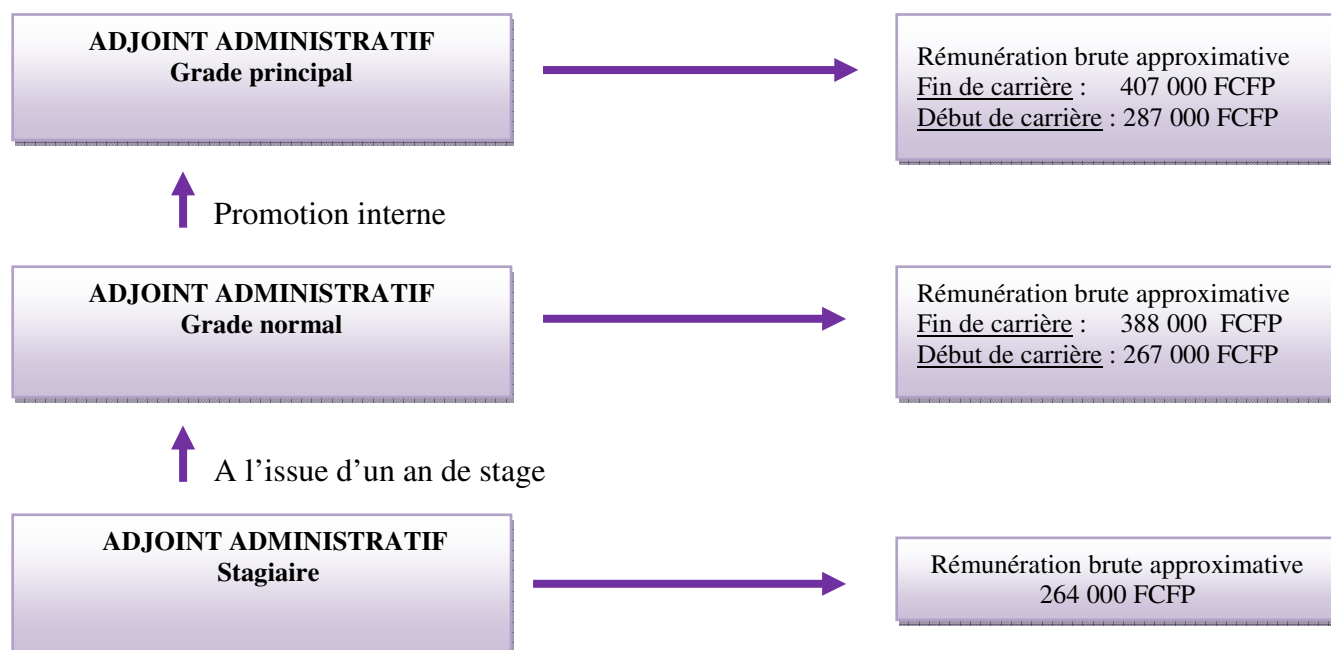 ADJOINT ADMINISTRATIF
Grade principal
Rémunération brute approximative
Fin de carrière : 407 000 FCFP
Début de carrière : 287 000 FCFP
Promotion interne
ADJOINT ADMINISTRATIF
Grade normal
Rémunération brute approximative
Fin de carrière : 388 000 FCFP
Début de carrière : 267 000 FCFP
A l’issue d’un an de stage
ADJOINT ADMINISTRATIF
Stagiaire
Rémunération brute approximative
264 000 FCFP